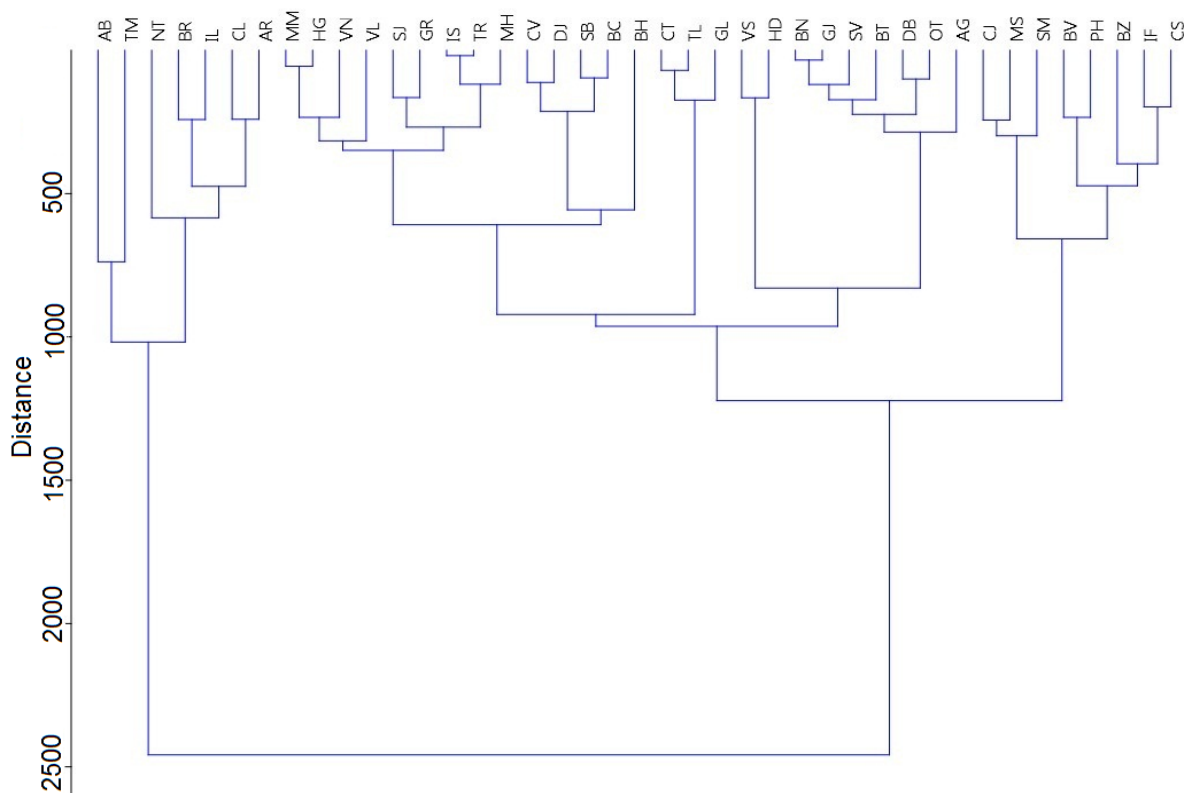 AB TM NT BR IL CL AR MM HG VN VL SJ GR IS TR MH CV DJ SB BC BH CT TL GL VS HD BN GJ SV BT DB OT AG CJ MS SM BV PH BZ IF CS
500
1000
1500
2000
2500
Distance